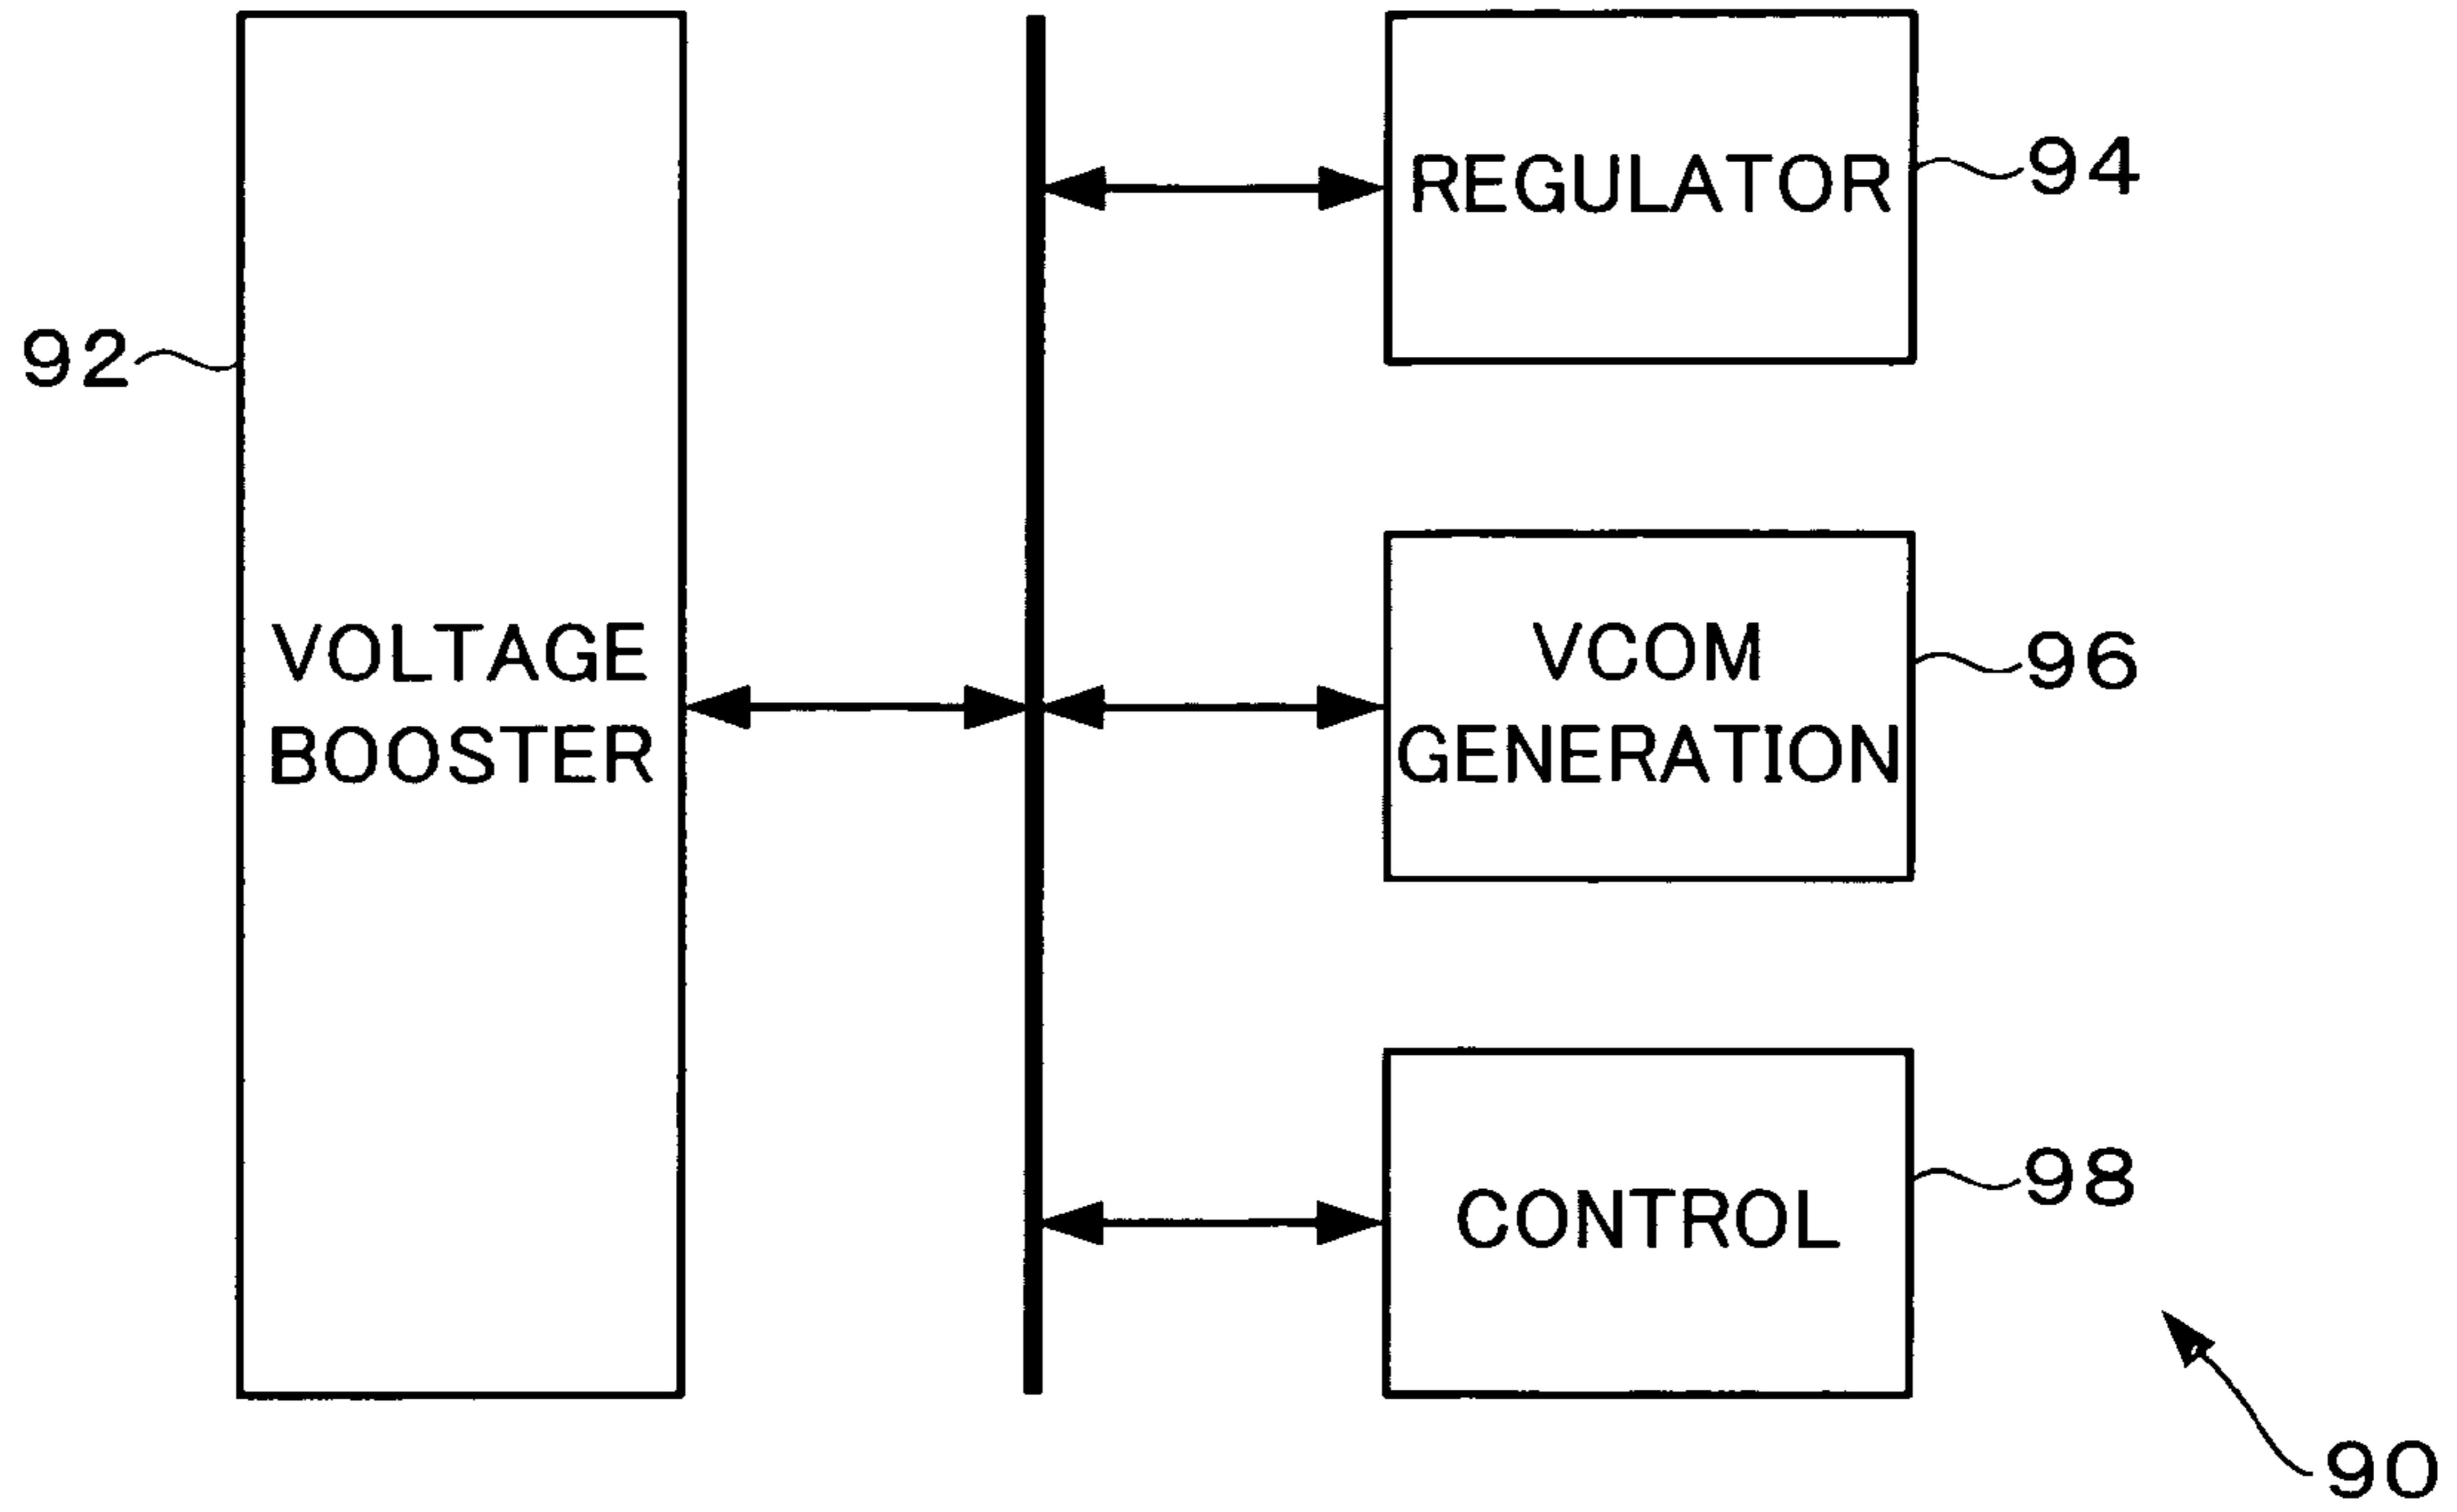 92
VOLTAGE
BOOSTER
REGULATOR
94
VCOM
GENERATION
96
CONTROL
98
90